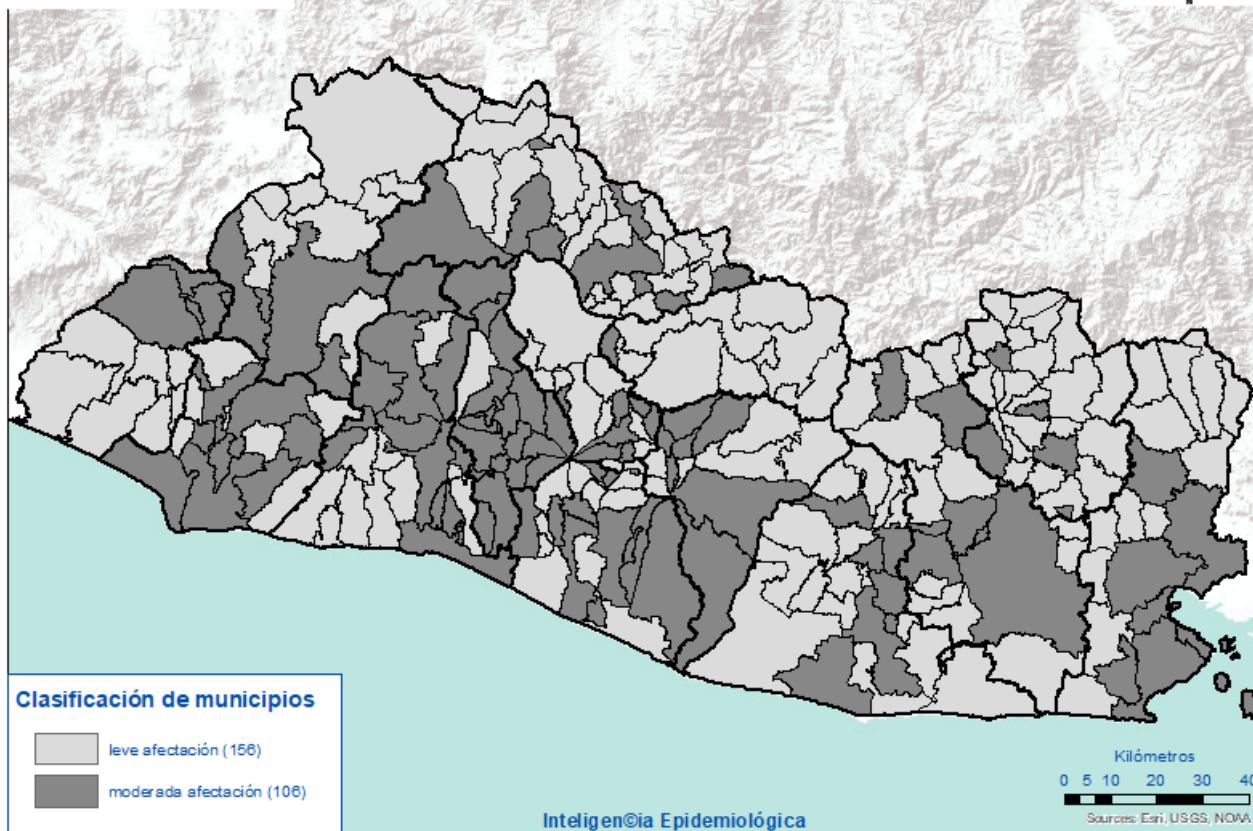 Clasificación de municipios
leve afectación (156)
moderada afectación (106)
Inteligen©ia Epidemiológica
Kilómetros
0 5 10 20 30 40
Sources: Esri, USGS, NOAA